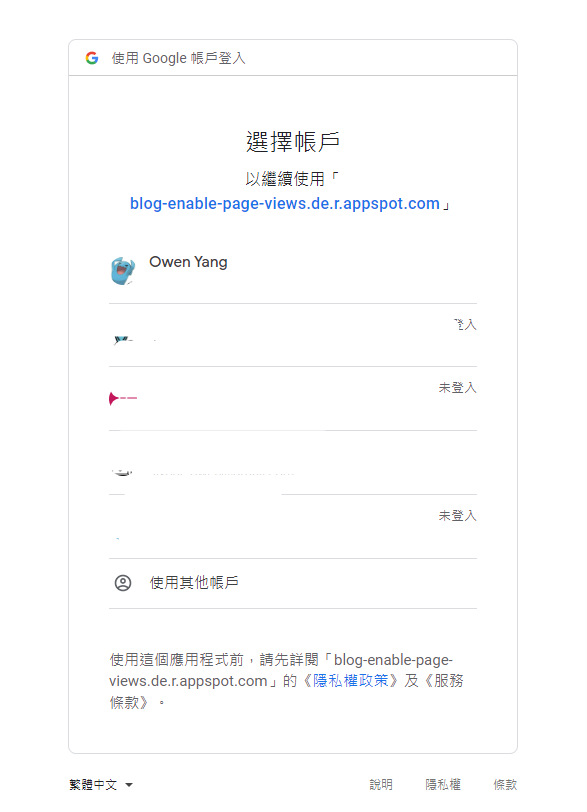 使用 Google 帳戶登入
選擇帳戶
以繼續使用「
blog-enable-page-views.de.r.appspot.com」
Owen Yang
登入
未登入
未登入
使用其他帳戶
使用這個應用程式前，請先詳閱「blog-enable-page-
views.de.r.appspot.com」的《隱私權政策》及《服務
條款》。
繁體中文
說明
隱私權
條款